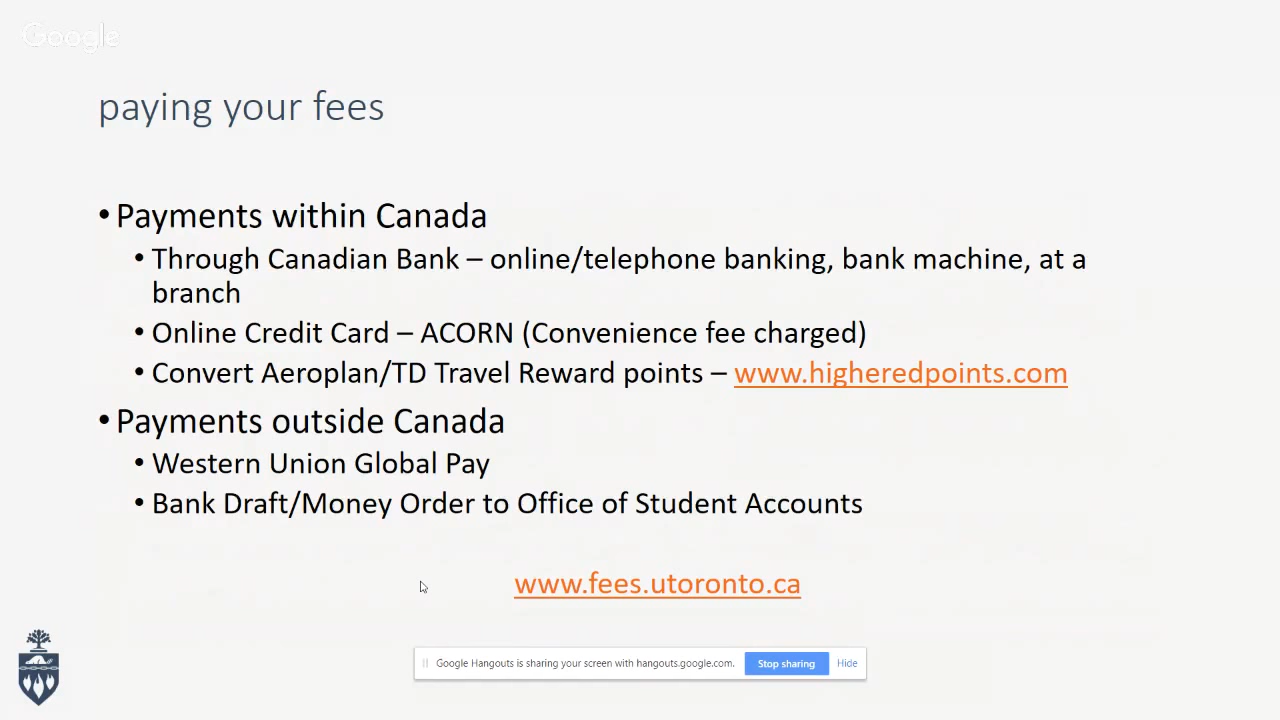 Google
paying your fees
• Payments within Canada
• Through Canadian Bank – online/telephone banking, bank machine, at a
branch
• Online Credit Card – ACORN (Convenience fee charged)
• Convert Aeroplan/TD Travel Reward points – www.higheredpoints.com
• Payments outside Canada
• Western Union Global Pay
• Bank Draft/Money Order to Office of Student Accounts
www.fees.utoronto.ca
Google Hangouts is sharing your screen with hangouts.google.com. Stop sharing Hide